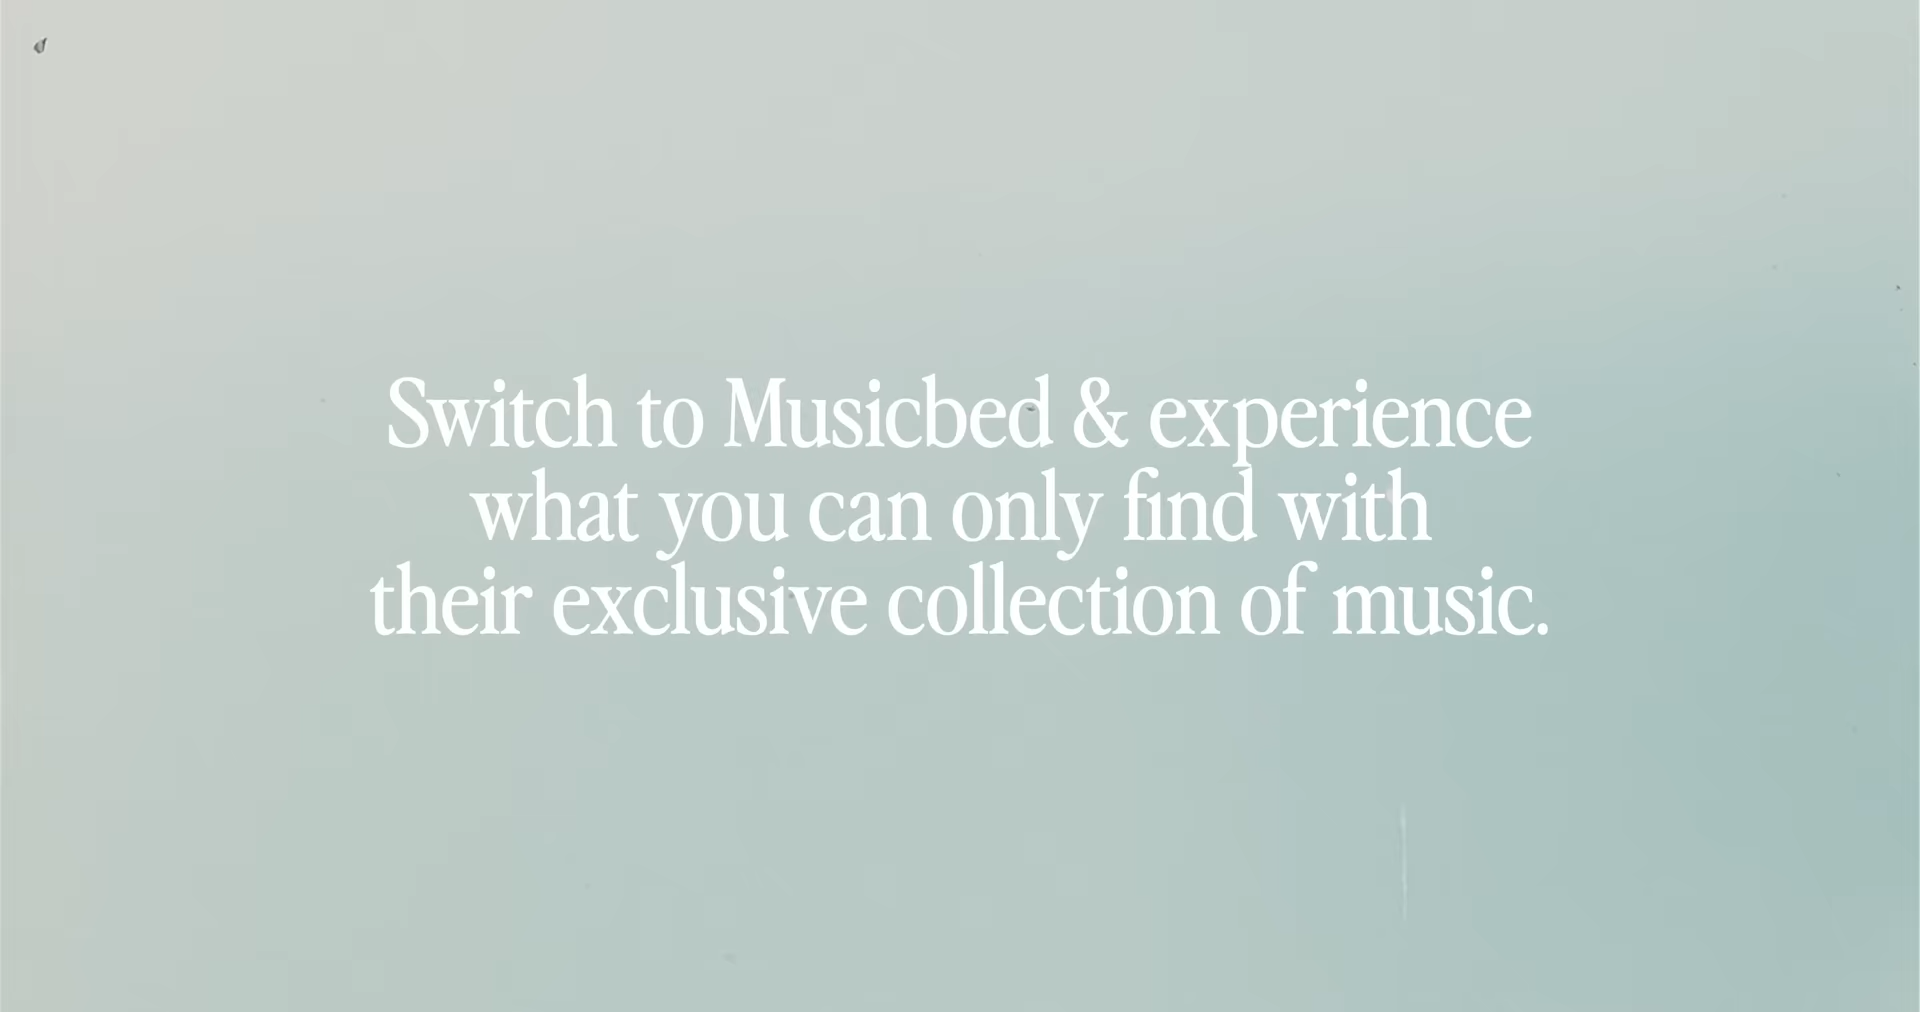 Switch to Musicbed & experience
what you can only find with
their exclusive collection of music.